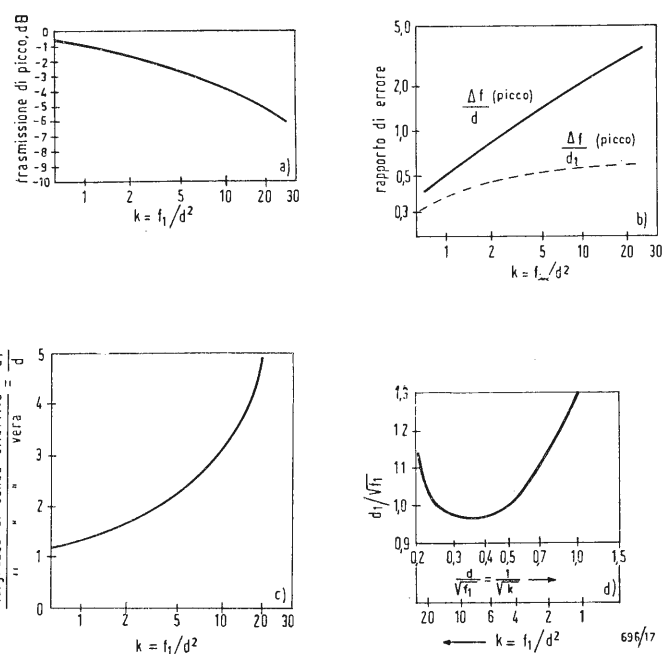 trasmissione di picco, dB
0
-1
-2
-3
-4
-5
-6
-7
-8
-9
-10
1 2 5 10 20 30
k = f₁/d²
a)
rapporto di errore
5,0
2,0
1,0
0,5
0,3
Δf/d (picco)
Δf/d₁ (picco)
1 2 5 10 20 30
k = f /d²
b)
vera = d
" " "
5
4
3
2
1
0
1 2 5 10 20 30
k = f₁/d²
c)
d₁/√f₁
1,3
1,2
1,1
1,0
0,9
0,2 0,3 0,4 0,5 0,7 1,0 1,5
d/√f₁ = 1/√k →
d)
20 10 6 4 2 1
← k = f₁/d²
696/17